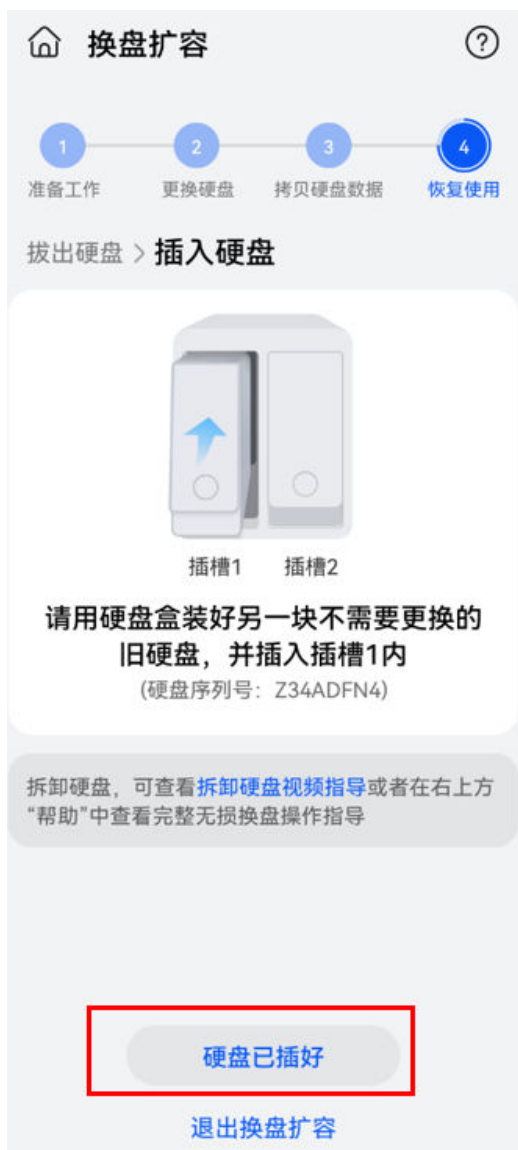 换盘扩容
?
1
2
3
4
准备工作
更换硬盘
拷贝硬盘数据
恢复使用
拔出硬盘 > 插入硬盘
插槽1
插槽2
请用硬盘盒装好另一块不需要更换的
旧硬盘，并插入插槽1内
(硬盘序列号：Z34ADFN4)
拆卸硬盘，可查看拆卸硬盘视频指导或者在右上方
“帮助”中查看完整无损换盘操作指导
硬盘已插好
退出换盘扩容